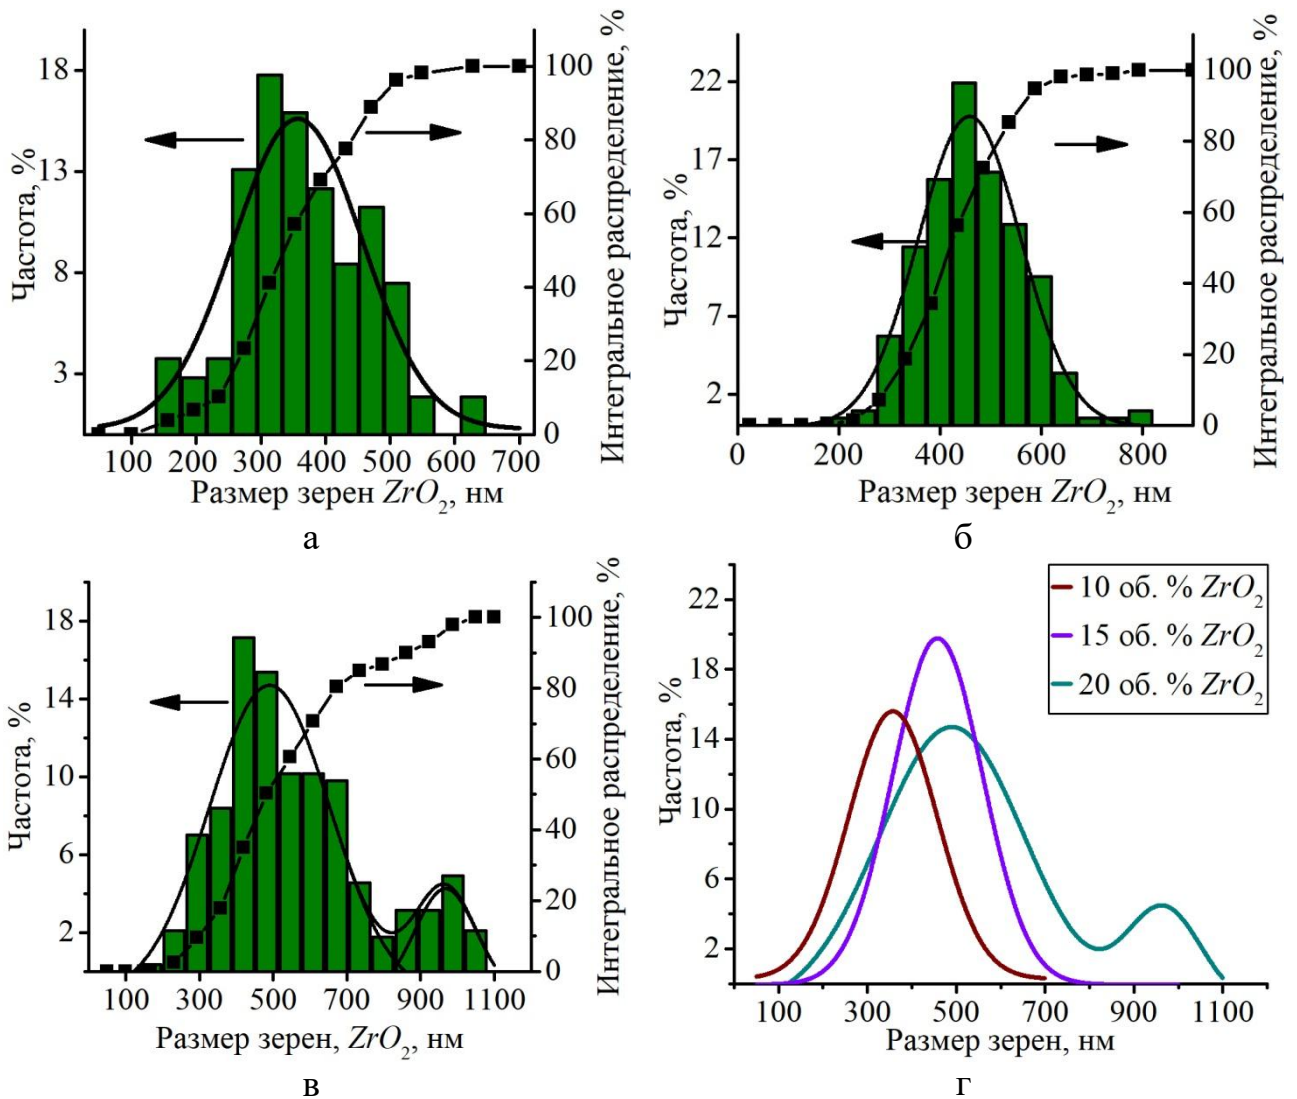 Частота, %
18
13
8
3
100
80
60
40
20
0
Интегральное распределение, %
100 200 300 400 500 600 700
Размер зерен ZrO2, нм
а
Частота, %
22
17
12
7
2
100
80
60
40
20
0
Интегральное распределение, %
0 200 400 600 800
Размер зерен ZrO2, нм
б
Частота, %
18
14
10
6
2
100
80
60
40
20
0
Интегральное распределение, %
100 300 500 700 900 1100
Размер зерен, ZrO2, нм
в
Частота, %
22
18
14
10
6
2
10 об. % ZrO2
15 об. % ZrO2
20 об. % ZrO2
100 300 500 700 900 1100
Размер зерен, нм
г